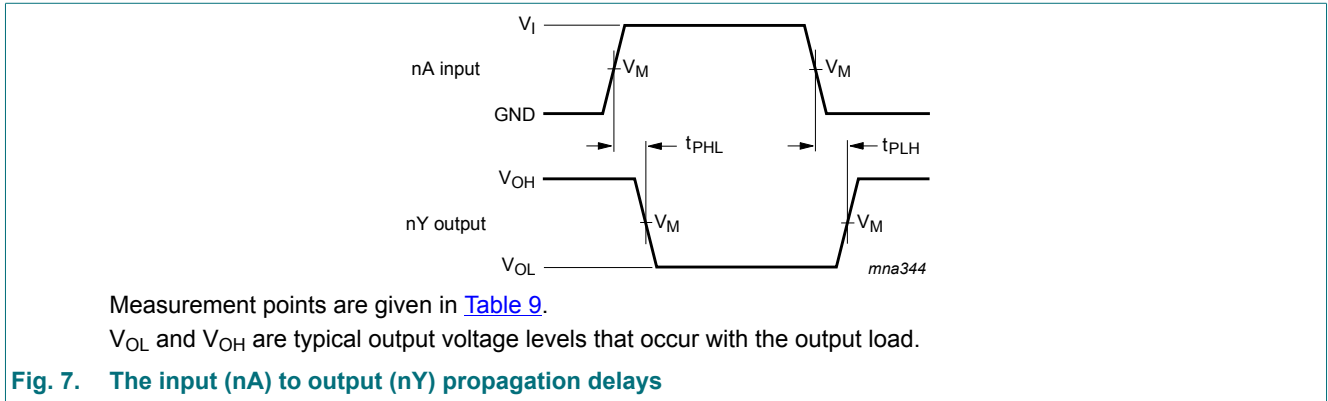 V_I
nA input
V_M
V_M
GND
t_PHL
t_PLH
V_OH
nY output
V_M
V_M
V_OL
mna344
Measurement points are given in Table 9.
V_OL and V_OH are typical output voltage levels that occur with the output load.
Fig. 7. The input (nA) to output (nY) propagation delays